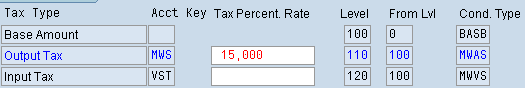 Tax Type Acct Key Tax Percent. Rate Level From Lvl Cond. Type
Base Amount 100 0 BASB
Output Tax MWS 15,000 110 100 MWAS
Input Tax VST 120 100 MWVS